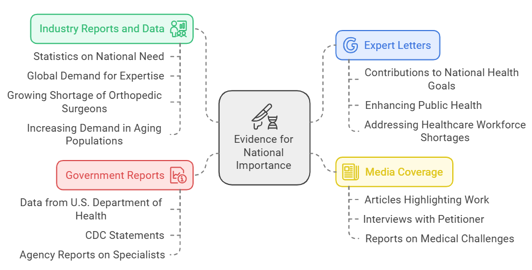 Industry Reports and Data
Statistics on National Need
Global Demand for Expertise
Growing Shortage of Orthopedic
Surgeons
Increasing Demand in Aging
Populations
Government Reports
Data from U.S. Department of
Health
CDC Statements
Agency Reports on Specialists
Evidence for
National
Importance
Expert Letters
Contributions to National Health
Goals
Enhancing Public Health
Addressing Healthcare Workforce
Shortages
Media Coverage
Articles Highlighting Work
Interviews with Petitioner
Reports on Medical Challenges